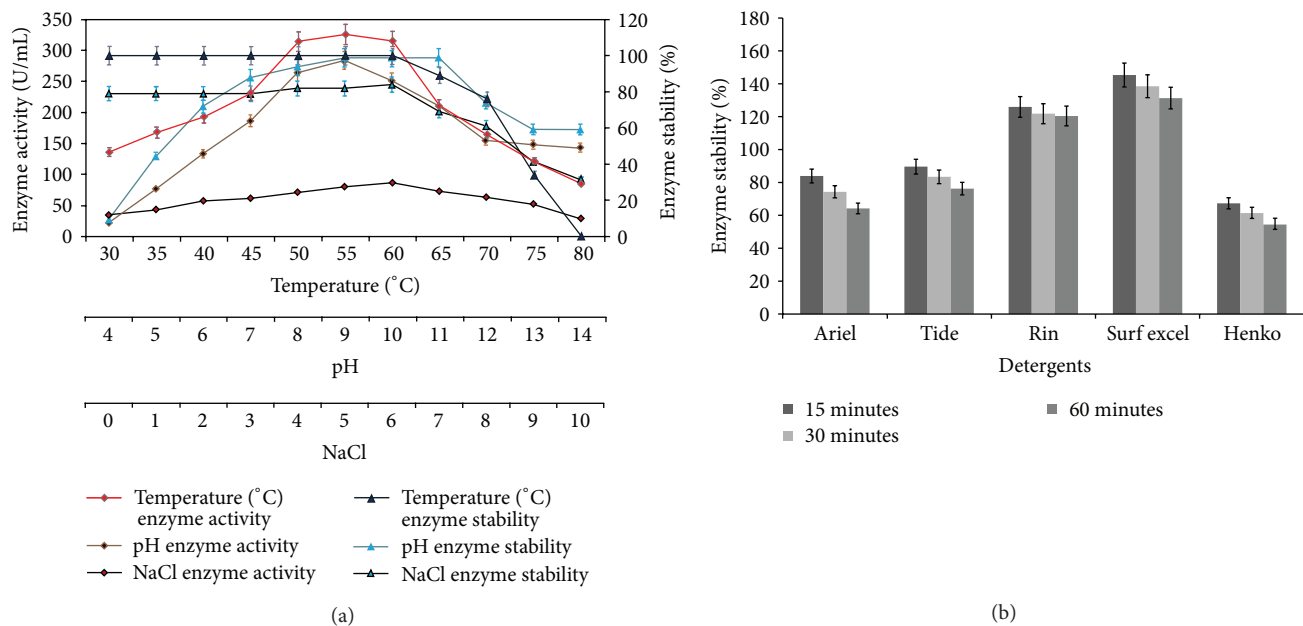 350
300
250
200
150
100
50
0
Enzyme activity (U/mL)
120
100
80
60
40
20
0
Enzyme stability (%)
30 35 40 45 50 55 60 65 70 75 80
Temperature (˚C)
4 5 6 7 8 9 10 11 12 13 14
pH
0 1 2 3 4 5 6 7 8 9 10
NaCl
Temperature (˚C)
enzyme activity
pH enzyme activity
NaCl enzyme activity
Temperature (˚C)
enzyme stability
pH enzyme stability
NaCl enzyme stability
(a)
180
160
140
120
100
80
60
40
20
0
Enzyme stability (%)
Ariel Tide Rin Surf excel Henko
Detergents
15 minutes
30 minutes
60 minutes
(b)